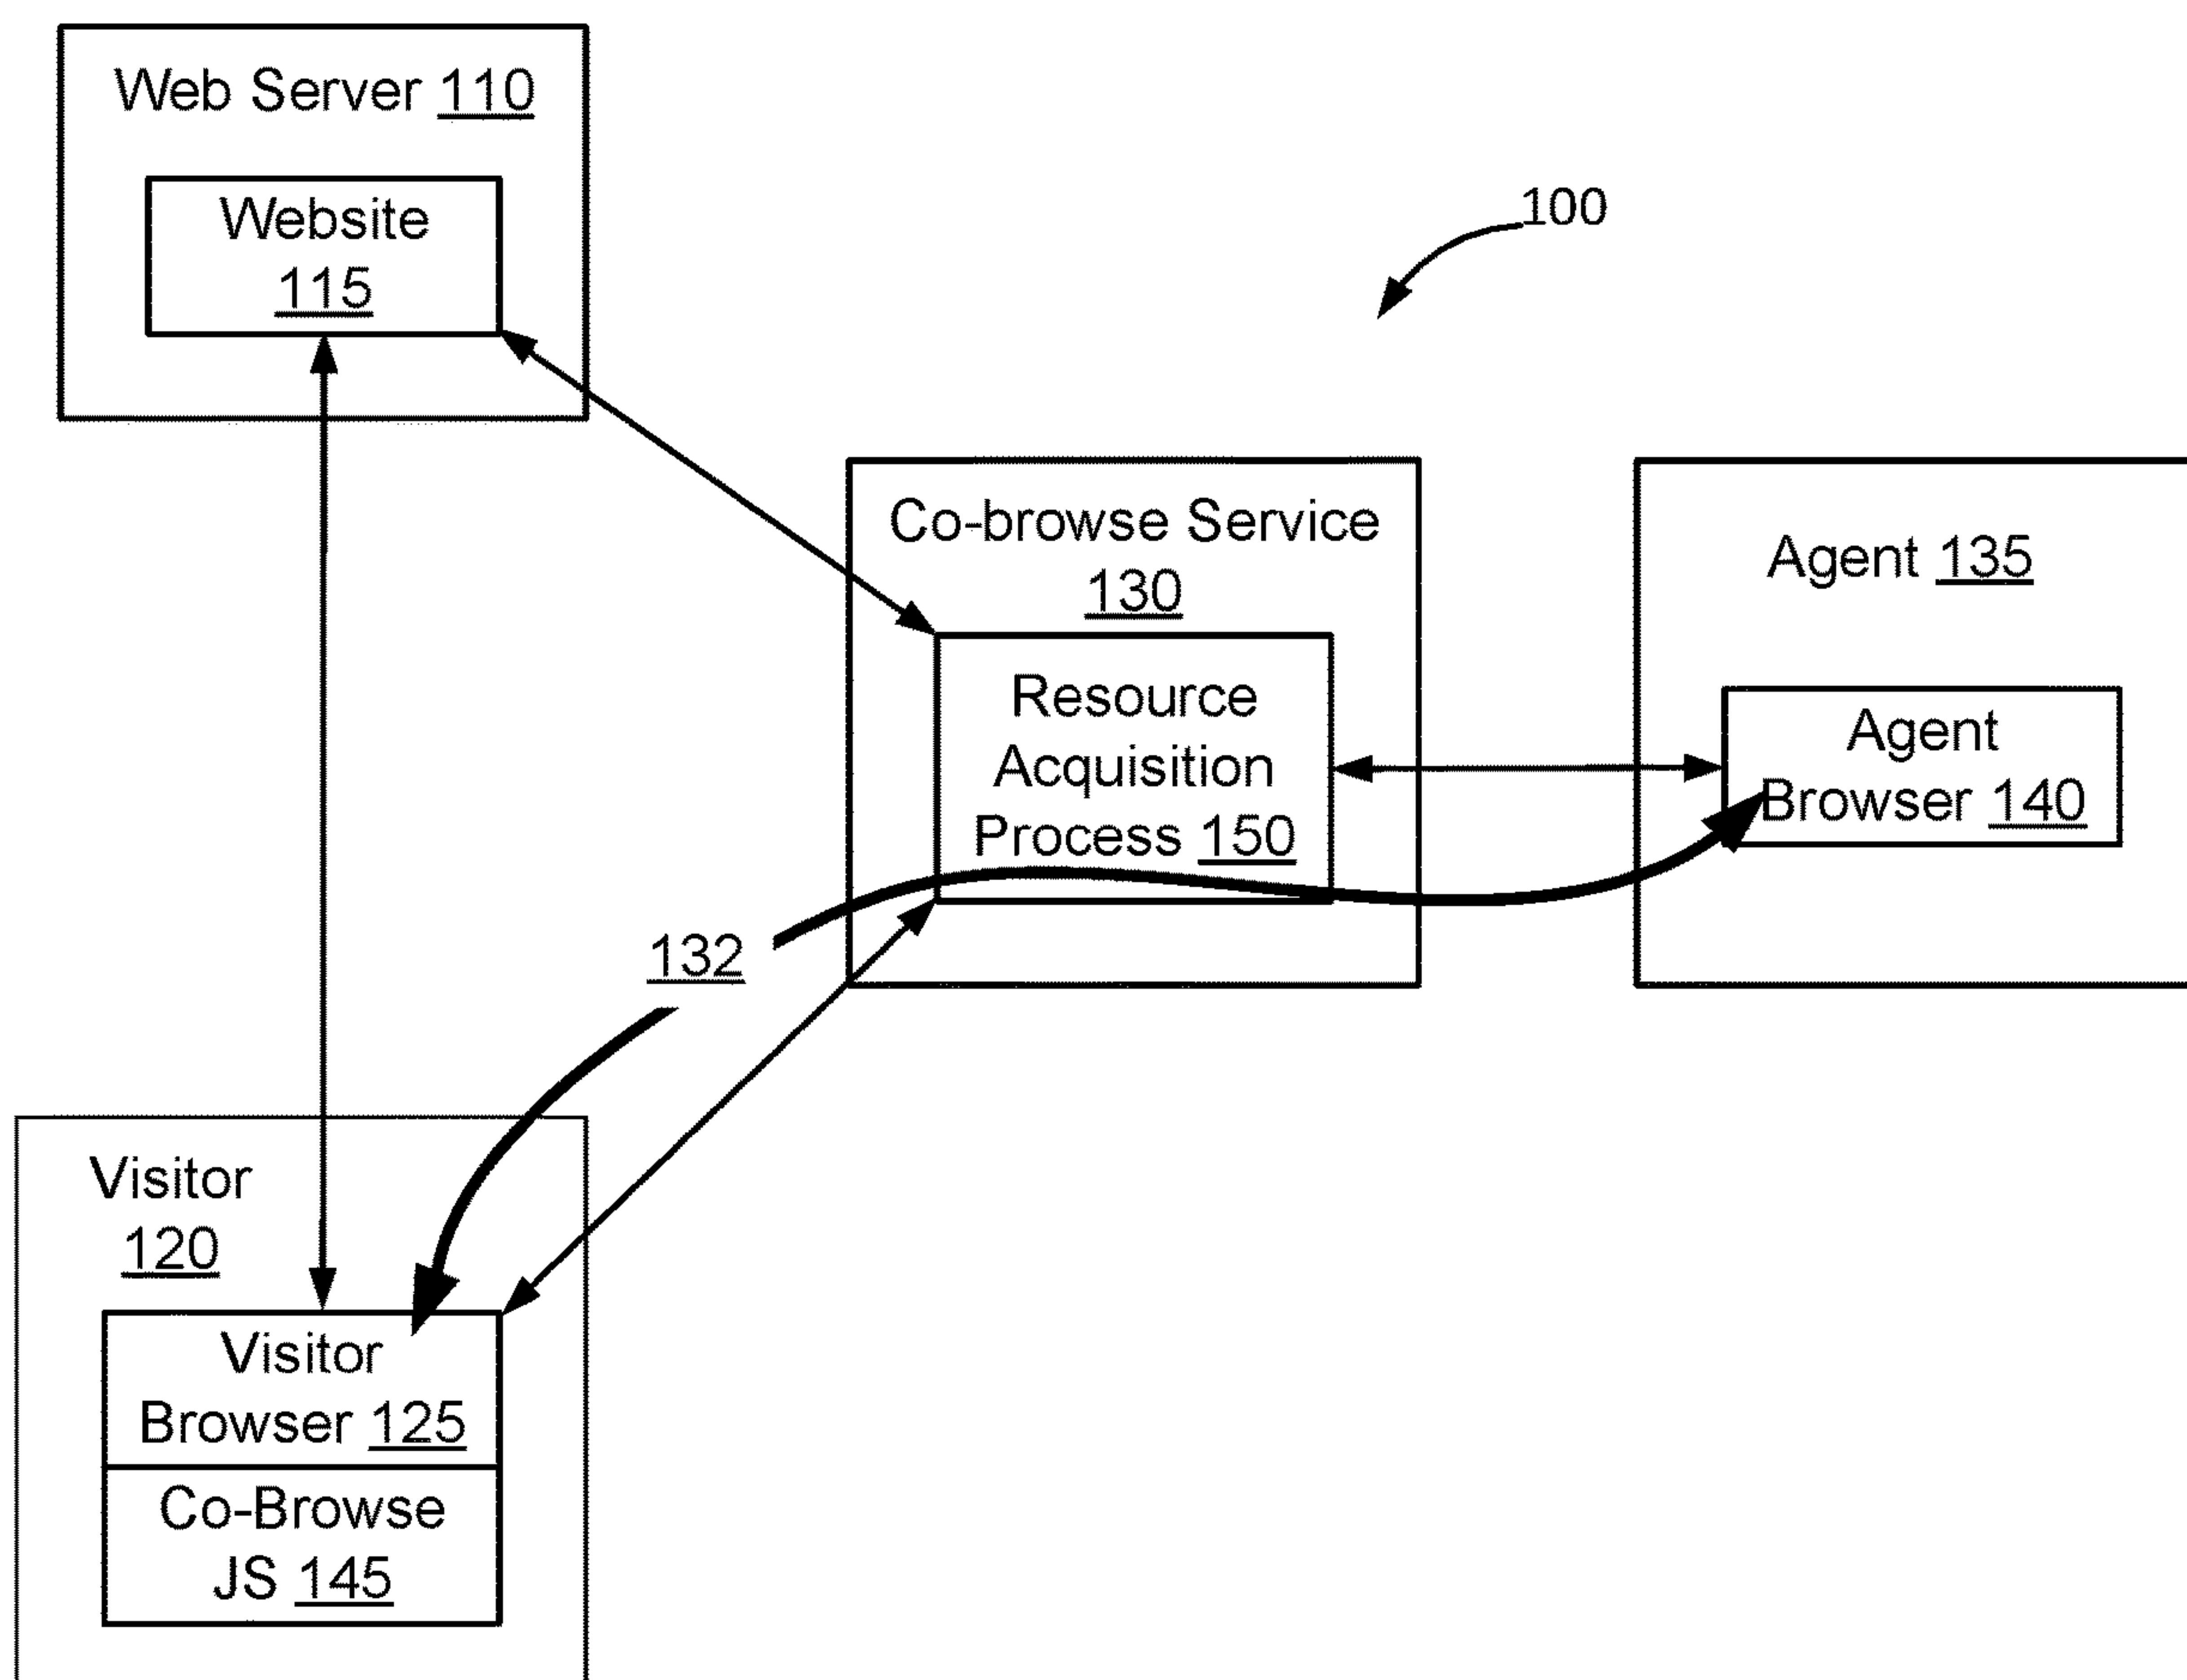 Web Server 110
Website
115
100
Co-browse Service
130
Resource
Acquisition
Process 150
Agent 135
Agent
Browser 140
132
Visitor
120
Visitor
Browser 125
Co-Browse
JS 145